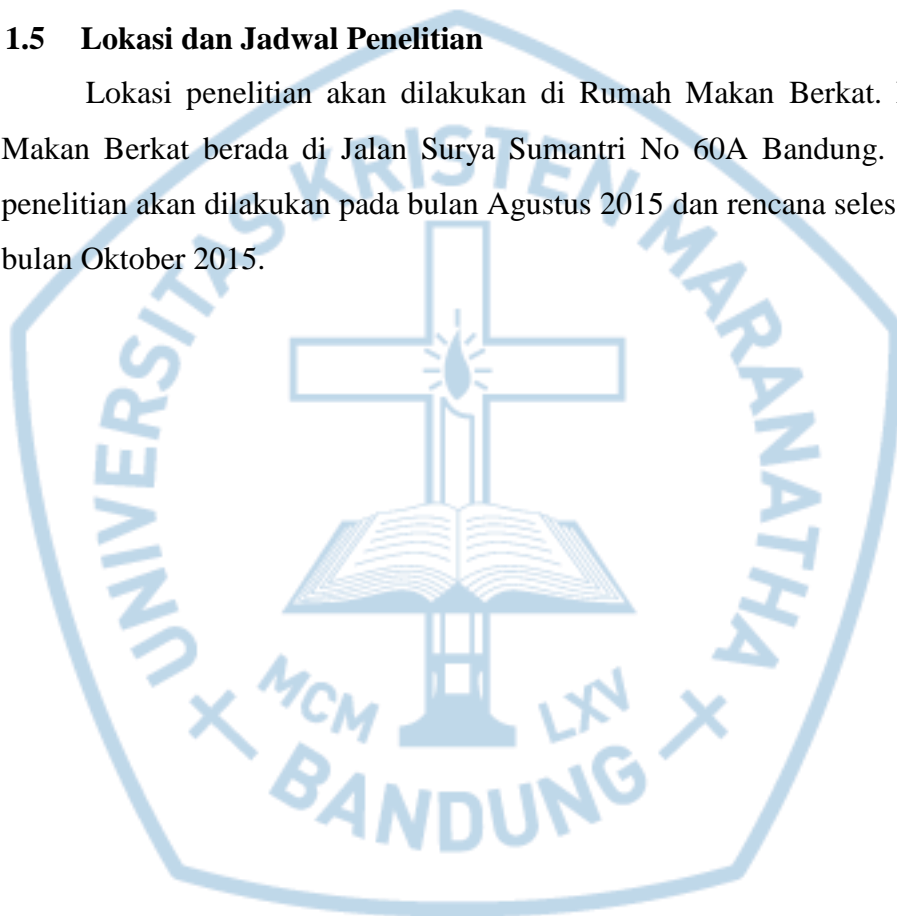 1.5 Lokasi dan Jadwal Penelitian
Lokasi penelitian akan dilakukan di Rumah Makan Berkat.
Makan Berkat berada di Jalan Surya Sumantri No 60A Bandung.
penelitian akan dilakukan pada bulan Agustus 2015 dan rencana seles
bulan Oktober 2015.
UNIVERSITAS KRISTEN MARANATHA
MCM LXV
BANDUNG